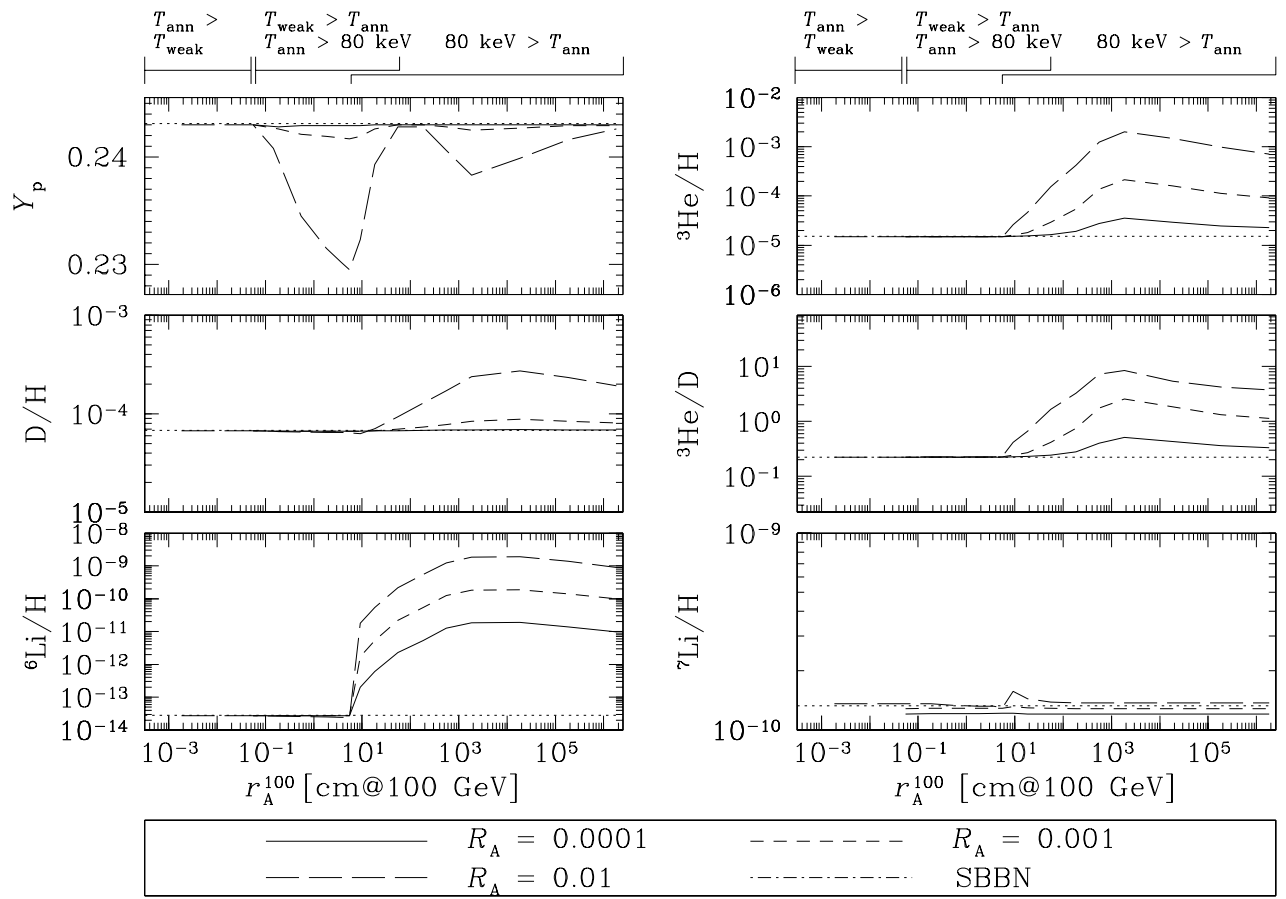 T_ann > T_weak > T_ann
T_weak T_ann > 80 keV 80 keV > T_ann
0.24
0.23
Y_p
10⁻³
10⁻⁴
10⁻⁵
D/H
10⁻⁸
10⁻⁹
10⁻¹⁰
10⁻¹¹
10⁻¹²
10⁻¹³
10⁻¹⁴
⁶Li/H
10⁻³ 10⁻¹ 10¹ 10³ 10⁵
r_A^100 [cm@100 GeV]
T_ann > T_weak > T_ann
T_weak T_ann > 80 keV 80 keV > T_ann
10⁻²
10⁻³
10⁻⁴
10⁻⁵
10⁻⁶
³He/H
10¹
10⁰
10⁻¹
³He/D
10⁻⁹
10⁻¹⁰
⁷Li/H
10⁻³ 10⁻¹ 10¹ 10³ 10⁵
r_A^100 [cm@100 GeV]
R_A = 0.0001 R_A = 0.001
R_A = 0.01 SBBN